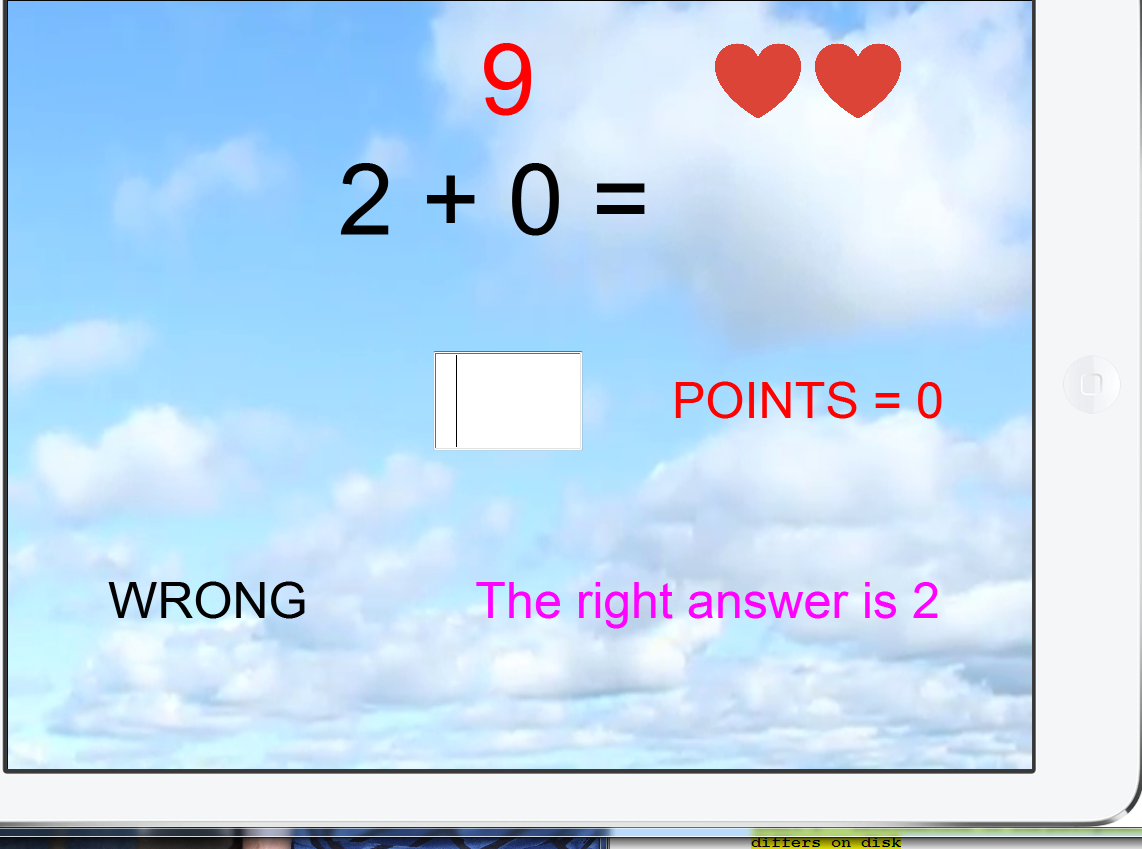 9
2 + 0 =
POINTS = 0
WRONG
The right answer is 2
differs on disk